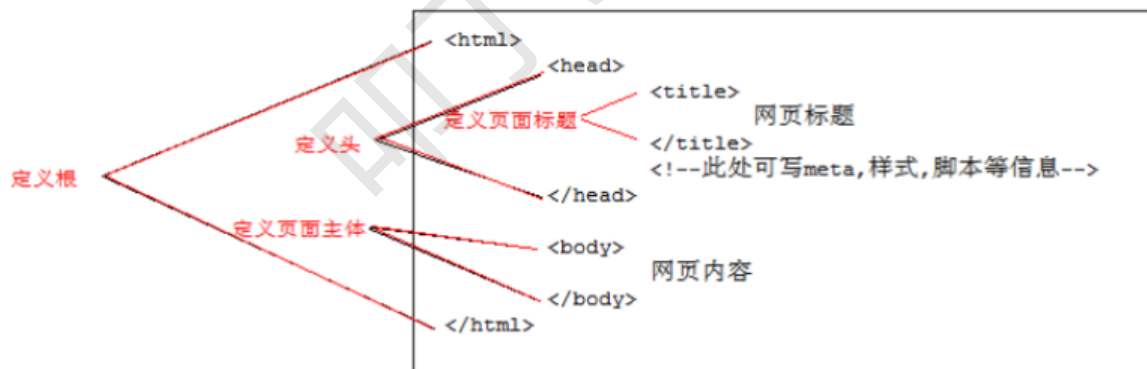 <html>
<head>
<title>
定义页面标题
网页标题
定义头
</title>
<!--此处可写meta,样式,脚本等信息-->
定义根
</head>
定义页面主体
<body>
网页内容
</body>
</html>